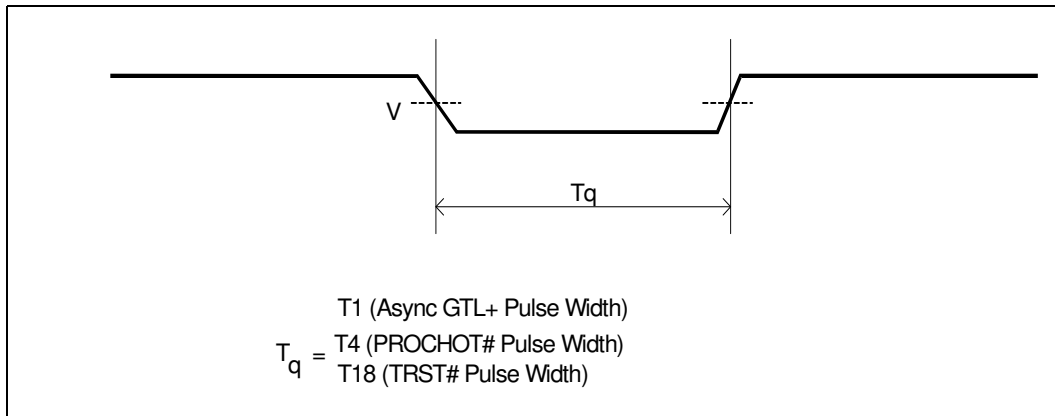 V
Tq
T1 (Async GTL+ Pulse Width)
Tq = T4 (PROCHOT# Pulse Width)
T18 (TRST# Pulse Width)